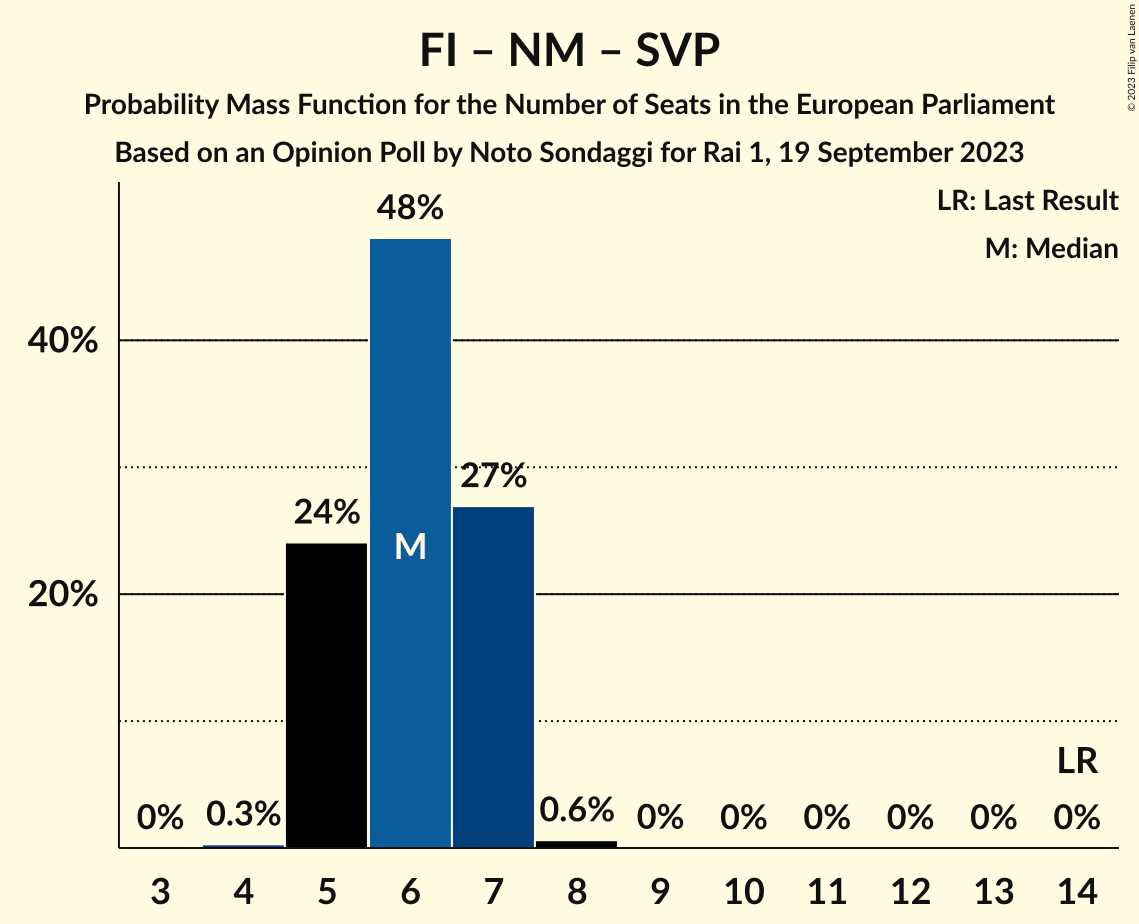 FI – NM – SVP
Probability Mass Function for the Number of Seats in the European Parliament
Based on an Opinion Poll by Noto Sondaggi for Rai 1, 19 September 2023
© 2023 Filip van Laenen
LR: Last Result
M: Median
48%
40%
27%
24%
M
20%
LR
0% 0.3% 0.6% 0% 0% 0% 0% 0% 0%
3 4 5 6 7 8 9 10 11 12 13 14